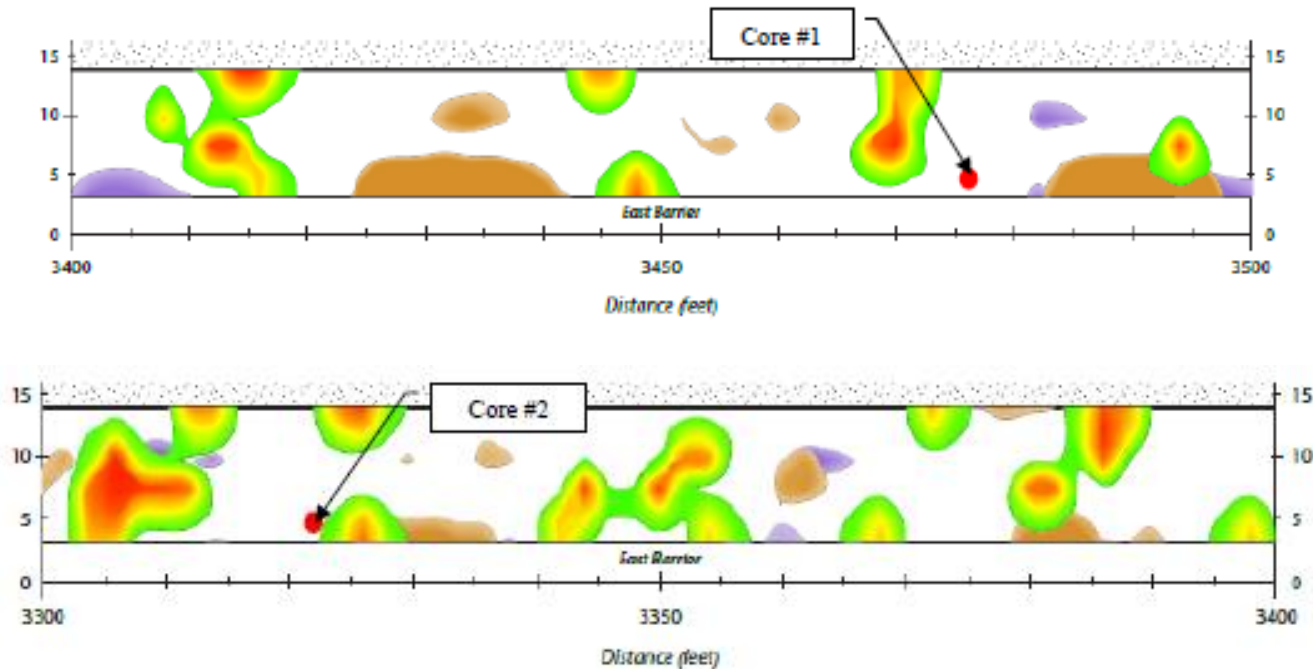 Core #1
15 15
10 10
5 5
East Barrier
0 0
3400 3450 3500
Distance (feet)
Core #2
15 15
10 10
5 5
East Barrier
0 0
3300 3350 3400
Distance (feet)